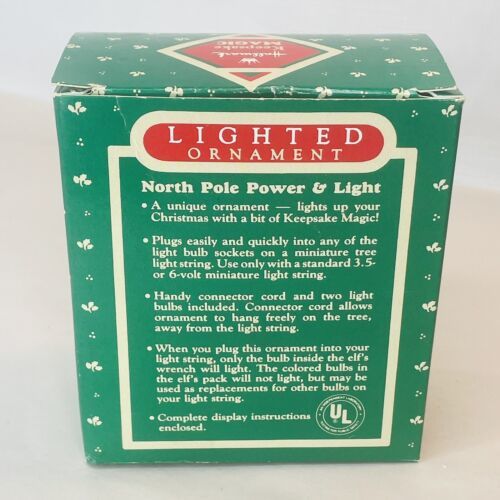 Hallmark
Keepsake
MAGIC
LIGHTED
ORNAMENT
North Pole Power & Light
• A unique ornament — lights up your
Christmas with a bit of Keepsake Magic!
• Plugs easily and quickly into any of the
light bulb sockets on a miniature tree
light string. Use only with a standard 3.5-
or 6-volt miniature light string.
• Handy connector cord and two light
bulbs included. Connector cord allows
ornament to hang freely on the tree,
away from the light string.
• When you plug this ornament into your
light string, only the bulb inside the elf's
wrench will light. The colored bulbs in
the elf's pack will not light, but may be
used as replacements for other bulbs on
your light string.
• Complete display instructions
enclosed.
UL